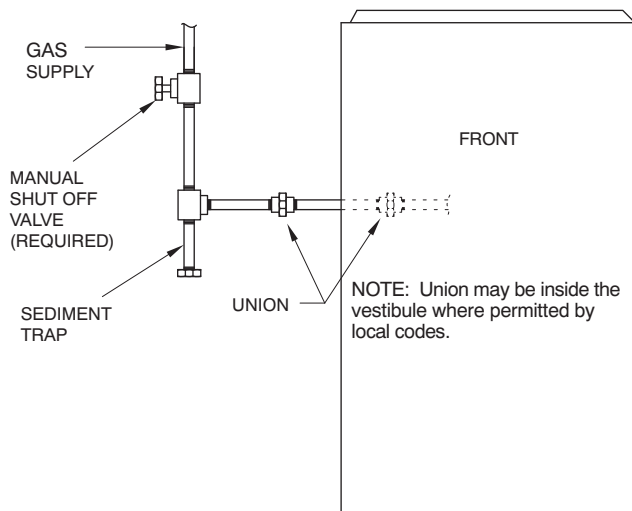 GAS
SUPPLY
FRONT
MANUAL
SHUT OFF
VALVE
(REQUIRED)
SEDIMENT
TRAP
UNION
NOTE: Union may be inside the
vestibule where permitted by
local codes.